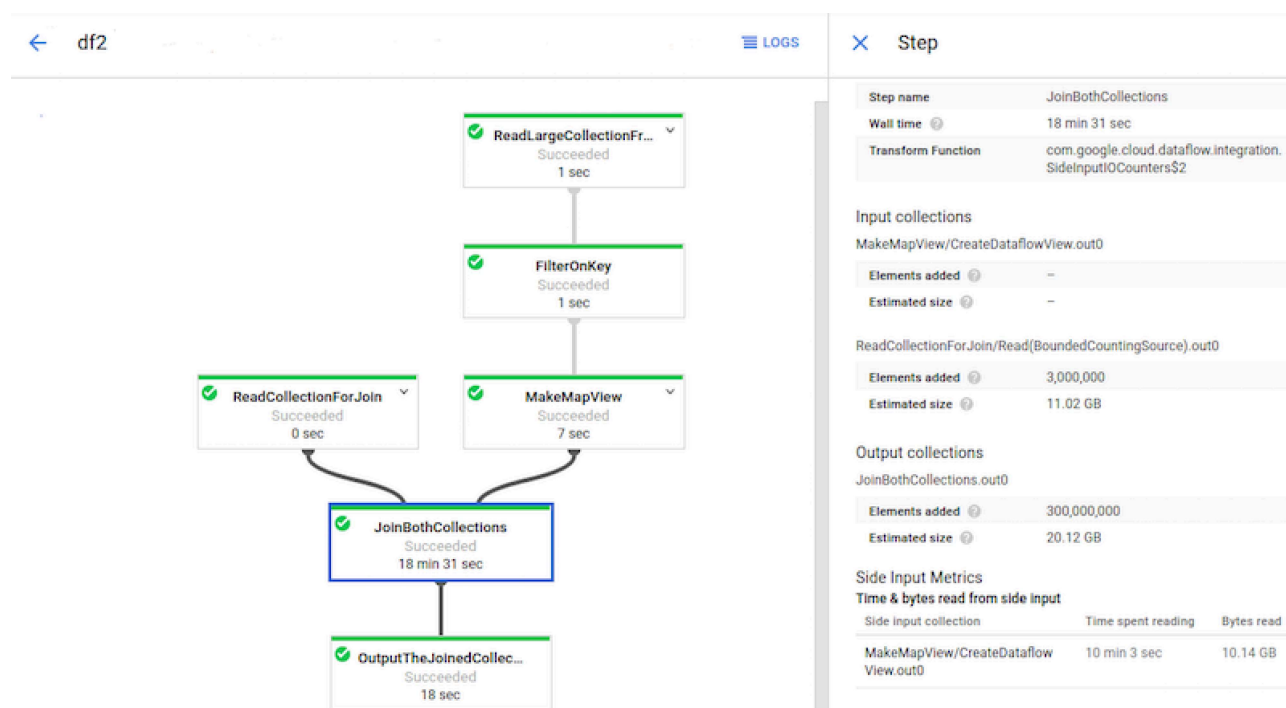 df2
LOGS
ReadLargeCollectionFr...
Succeeded
1 sec
FilterOnKey
Succeeded
1 sec
ReadCollectionForJoin
Succeeded
0 sec
MakeMapView
Succeeded
7 sec
JoinBothCollections
Succeeded
18 min 31 sec
OutputTheJoinedCollec...
Succeeded
18 sec
Step
Step name JoinBothCollections
Wall time 18 min 31 sec
Transform Function com.google.cloud.dataflow.integration.
SideInputIOCounters$2
Input collections
MakeMapView/CreateDataflowView.out0
Elements added –
Estimated size –
ReadCollectionForJoin/Read(BoundedCountingSource).out0
Elements added 3,000,000
Estimated size 11.02 GB
Output collections
JoinBothCollections.out0
Elements added 300,000,000
Estimated size 20.12 GB
Side Input Metrics
Time & bytes read from side input
Side input collection Time spent reading Bytes read
MakeMapView/CreateDataflow 10 min 3 sec 10.14 GB
View.out0